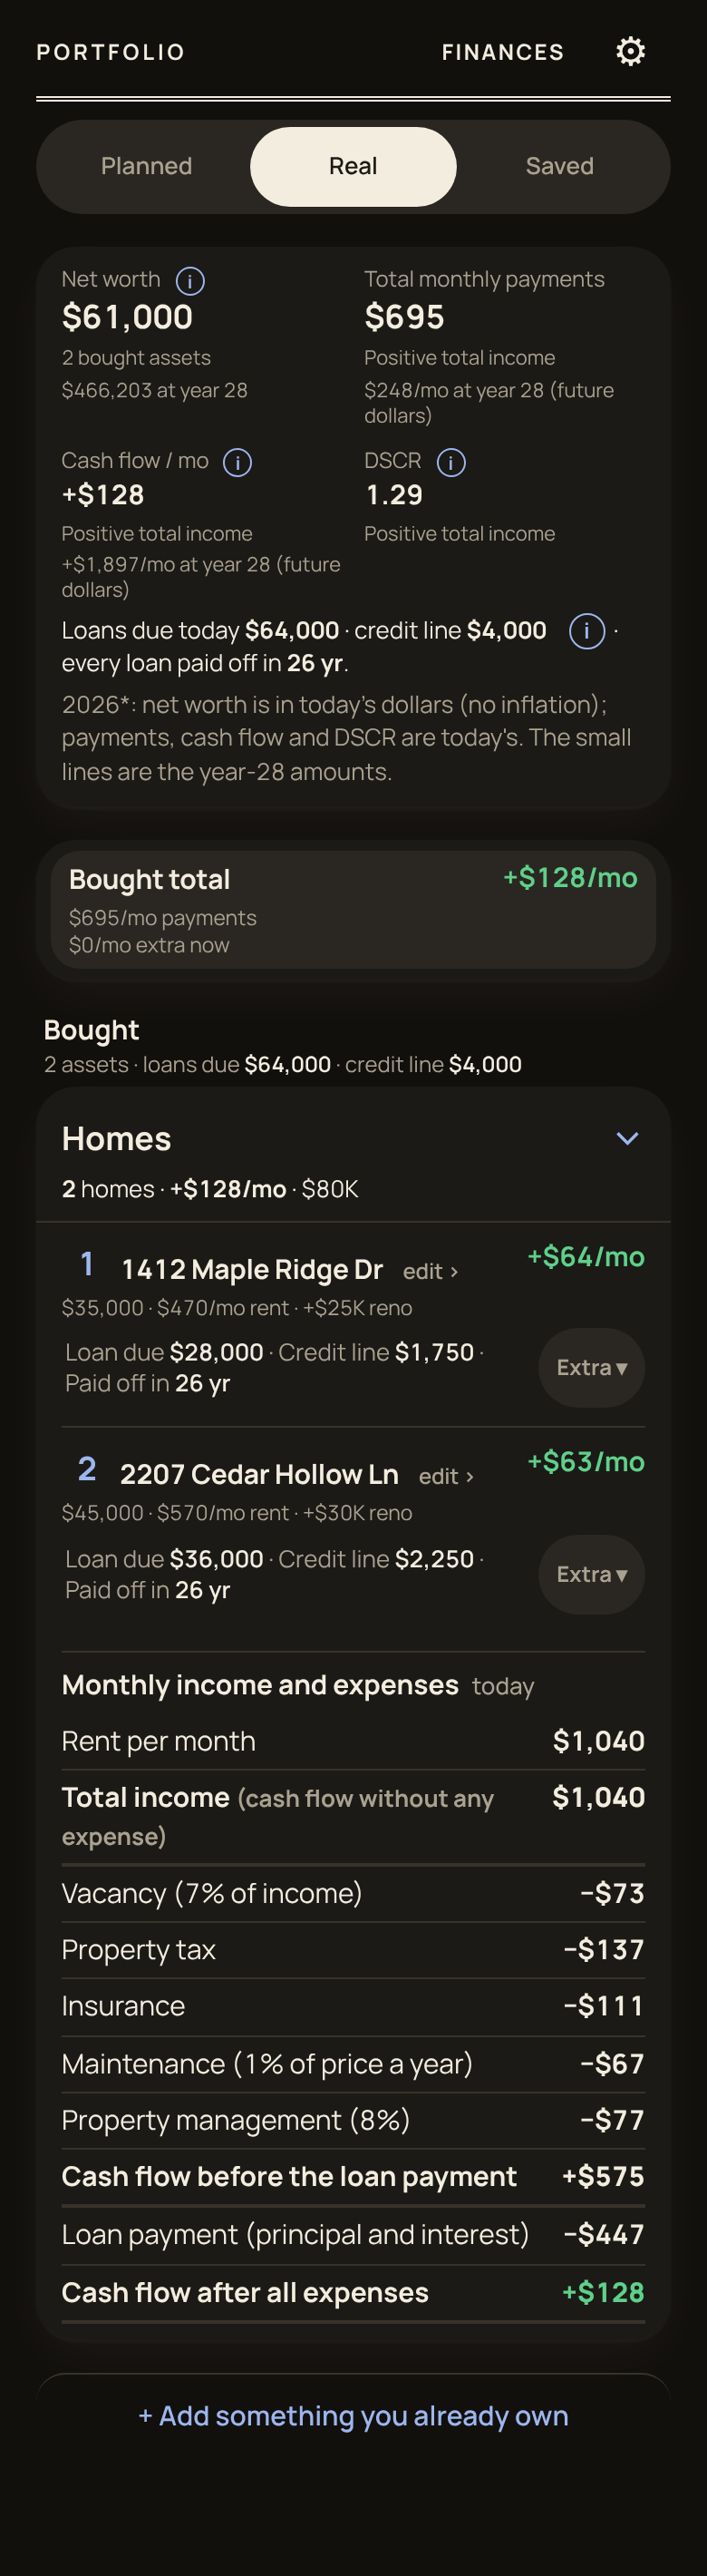 PORTFOLIO FINANCES ⚙
Planned Real Saved
Net worth ⓘ Total monthly payments
$61,000 $695
2 bought assets Positive total income
$466,203 at year 28 $248/mo at year 28 (future
dollars)
Cash flow / mo ⓘ DSCR ⓘ
+$128 1.29
Positive total income Positive total income
+$1,897/mo at year 28 (future
dollars)
Loans due today $64,000 · credit line $4,000 ⓘ ·
every loan paid off in 26 yr.
2026*: net worth is in today's dollars (no inflation);
payments, cash flow and DSCR are today's. The small
lines are the year-28 amounts.
Bought total +$128/mo
$695/mo payments
$0/mo extra now
Bought
2 assets · loans due $64,000 · credit line $4,000
Homes
2 homes · +$128/mo · $80K
1 1412 Maple Ridge Dr edit › +$64/mo
$35,000 · $470/mo rent · +$25K reno
Loan due $28,000 · Credit line $1,750 ·
Paid off in 26 yr
Extra ▾
2 2207 Cedar Hollow Ln edit › +$63/mo
$45,000 · $570/mo rent · +$30K reno
Loan due $36,000 · Credit line $2,250 ·
Paid off in 26 yr
Extra ▾
Monthly income and expenses today
Rent per month $1,040
Total income (cash flow without any $1,040
expense)
Vacancy (7% of income) −$73
Property tax −$137
Insurance −$111
Maintenance (1% of price a year) −$67
Property management (8%) −$77
Cash flow before the loan payment +$575
Loan payment (principal and interest) −$447
Cash flow after all expenses +$128
+ Add something you already own